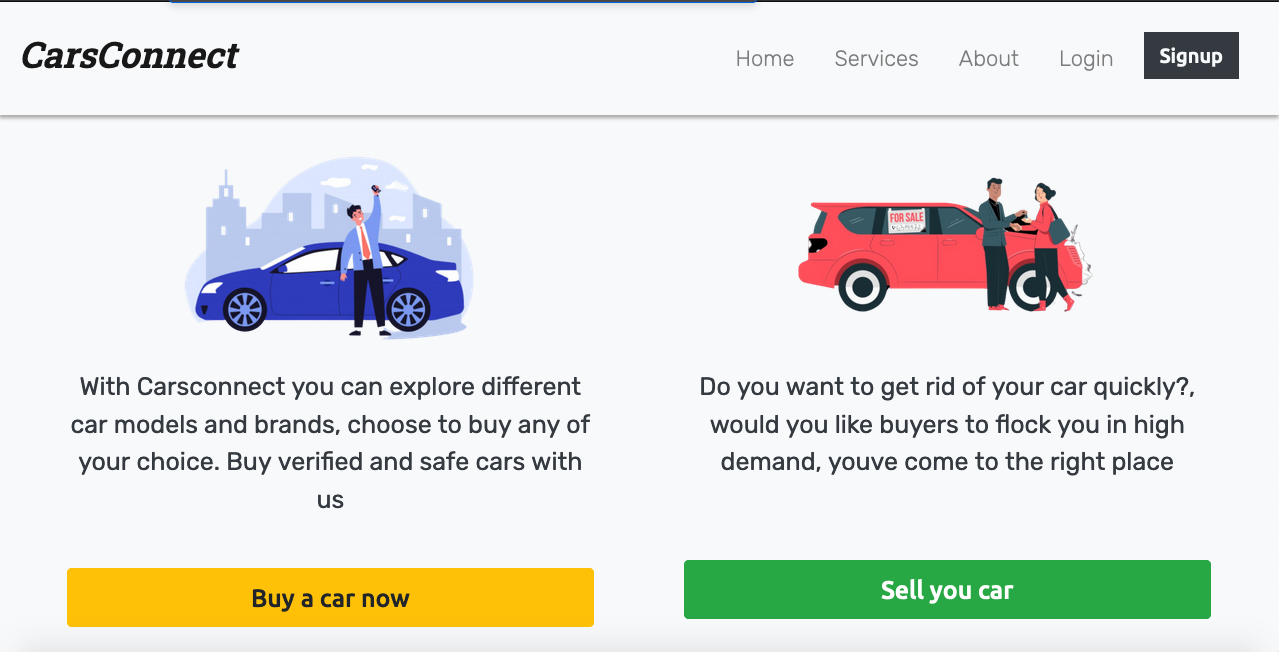 CarsConnect
Home
Services
About
Login
Signup
FOR SALE
With Carsconnect you can explore different
car models and brands, choose to buy any of
your choice. Buy verified and safe cars with
us
Buy a car now
Do you want to get rid of your car quickly?,
would you like buyers to flock you in high
demand, youve come to the right place
Sell you car